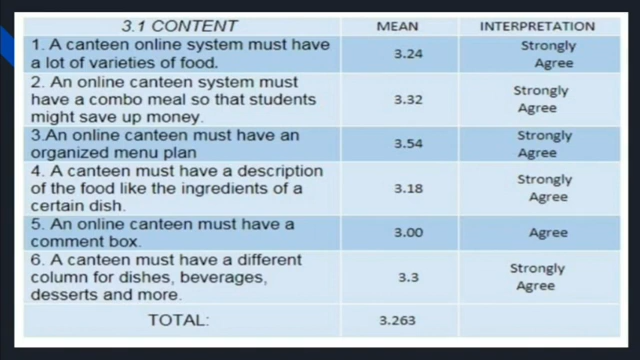 3.1 CONTENT MEAN INTERPRETATION
1. A canteen online system must have
a lot of varieties of food.
3.24
Strongly
Agree
2. An online canteen system must
have a combo meal so that students
might save up money.
3.32
Strongly
Agree
3.An online canteen must have an
organized menu plan
3.54
Strongly
Agree
4. A canteen must have a description
of the food like the ingredients of a
certain dish.
3.18
Strongly
Agree
5. An online canteen must have a
comment box.
3.00
Agree
6. A canteen must have a different
column for dishes, beverages,
desserts and more.
3.3
Strongly
Agree
TOTAL: 3.263